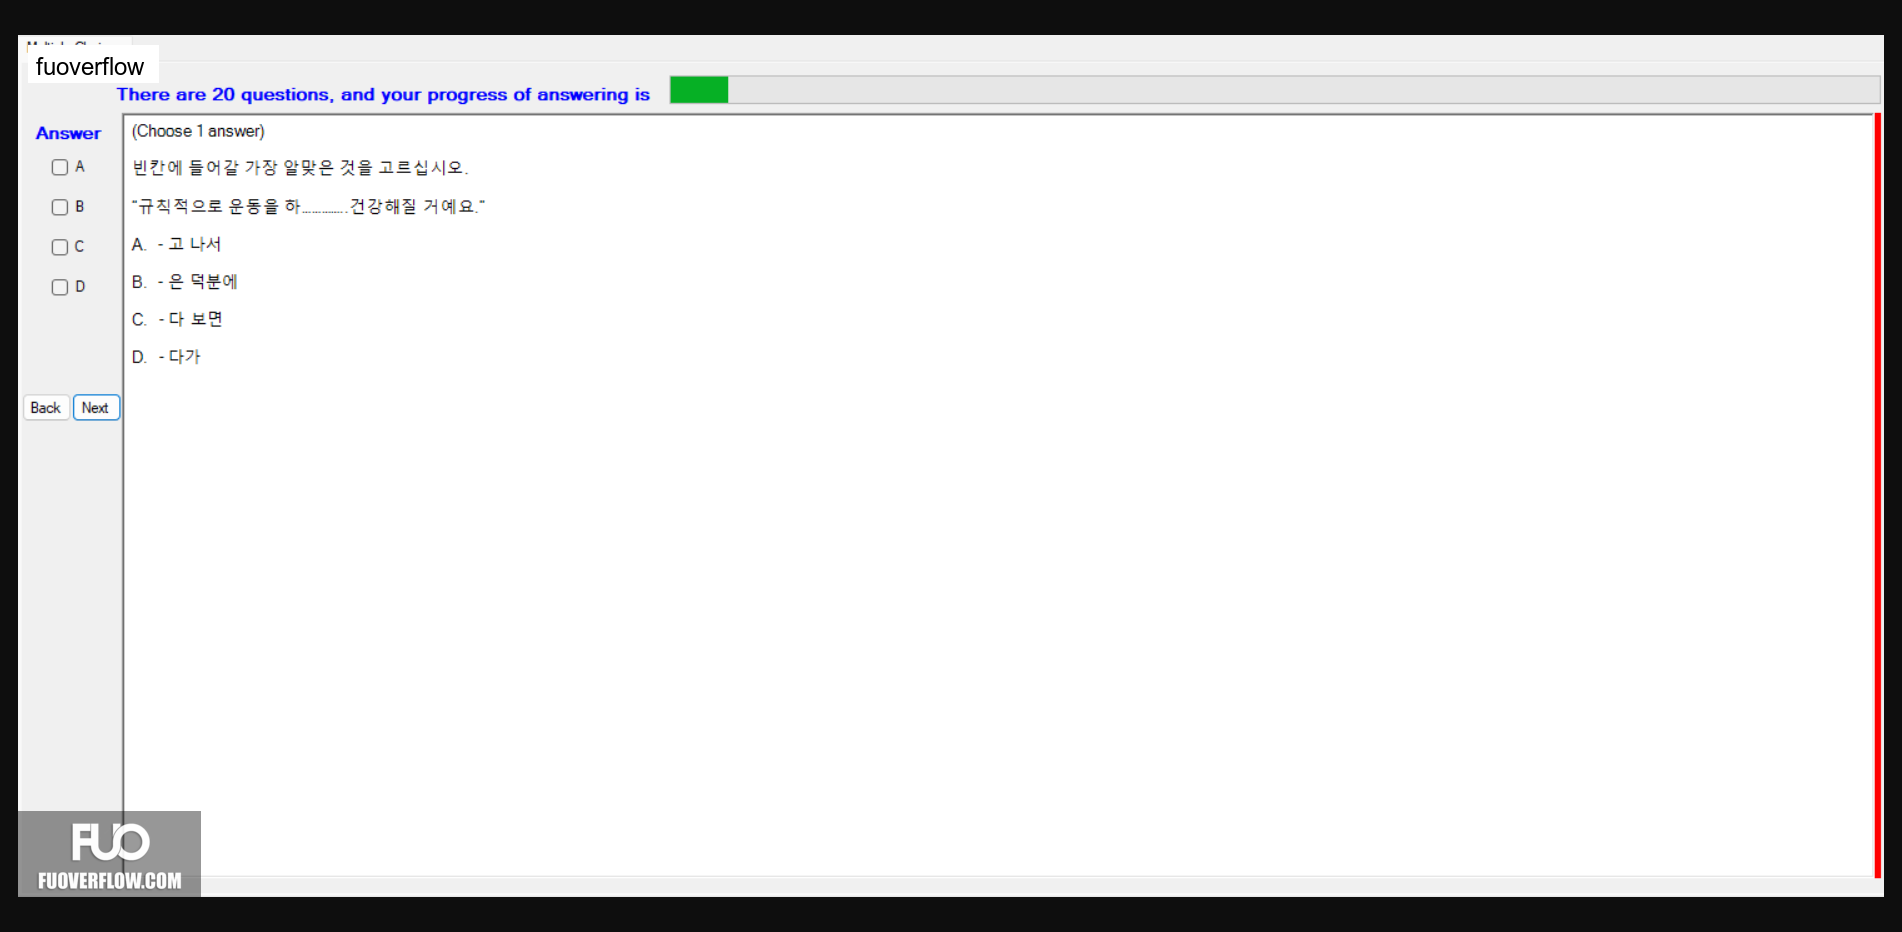 fuoverflow
There are 20 questions, and your progress of answering is
Answer
(Choose 1 answer)
A
빈칸에 들어갈 가장 알맞은 것을 고르십시오.
B
"규칙적으로 운동을 하.............건강해질 거예요."
C
A. - 고 나서
D
B. - 은 덕분에
C. - 다 보면
D. - 다가
Back Next
FUO
FUOVERFLOW.COM